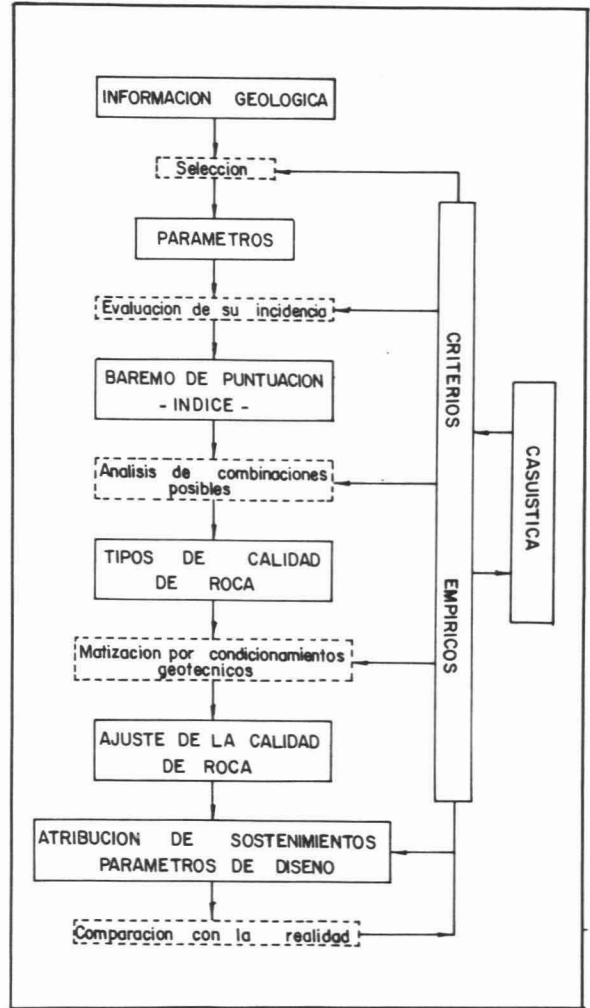 INFORMACION GEOLOGICA
Seleccion
PARAMETROS
Evaluacion de su incidencia
BAREMO DE PUNTUACION
- INDICE -
Analisis de combinaciones
posibles
TIPOS DE CALIDAD
DE ROCA
Matizacion por condicionamientos
geotecnicos
AJUSTE DE LA CALIDAD
DE ROCA
ATRIBUCION DE SOSTENIMIENTOS
PARAMETROS DE DISEÑO
Comparacion con la realidad
CRITERIOS EMPIRICOS
CASUISTICA